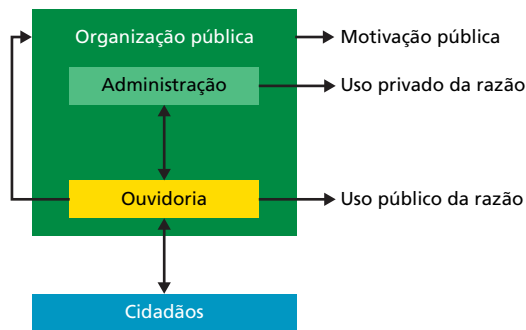 Organização pública
Motivação pública
Administração
Uso privado da razão
Ouvidoria
Uso público da razão
Cidadãos